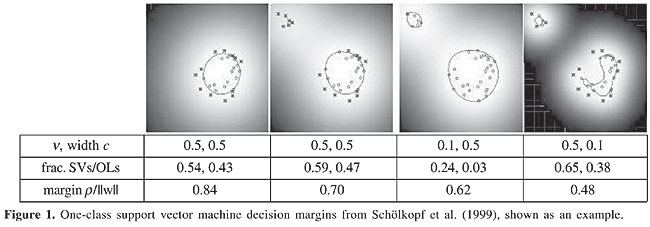 ν, width c 0.5, 0.5 0.5, 0.5 0.1, 0.5 0.5, 0.1
frac. SVs/OLs 0.54, 0.43 0.59, 0.47 0.24, 0.03 0.65, 0.38
margin ρ/||w|| 0.84 0.70 0.62 0.48
Figure 1. One-class support vector machine decision margins from Schölkopf et al. (1999), shown as an example.